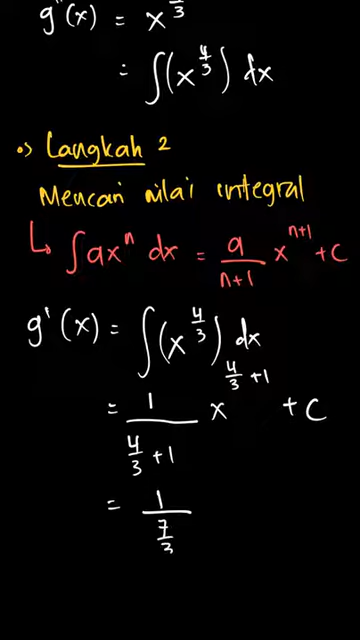 g''(x) = x^(4/3)
= ∫(x^(4/3)) dx
Langkah 2
Mencari nilai integral
↳ ∫ax^n dx = a/(n+1) x^(n+1) + C
g'(x) = ∫(x^(4/3)) dx
= 1/(4/3 + 1) x^(4/3 + 1) + C
= 1/(7/3)